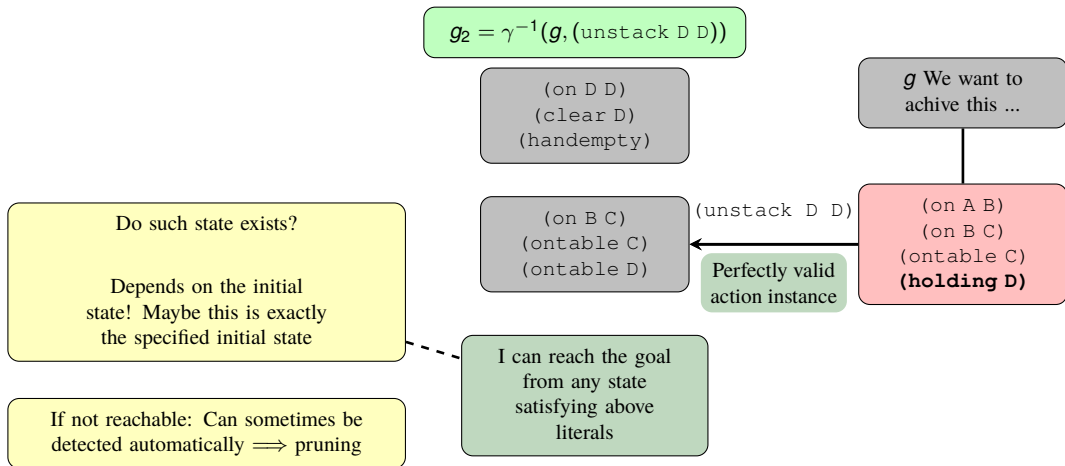 g₂ = γ⁻¹(g, (unstack D D))
(on D D)
(clear D)
(handempty)
g We want to
achive this ...
(on B C)
(ontable C)
(ontable D)
(unstack D D)
Perfectly valid
action instance
(on A B)
(on B C)
(ontable C)
(holding D)
Do such state exists?
Depends on the initial
state! Maybe this is exactly
the specified initial state
I can reach the goal
from any state
satisfying above
literals
If not reachable: Can sometimes be
detected automatically ⟹ pruning